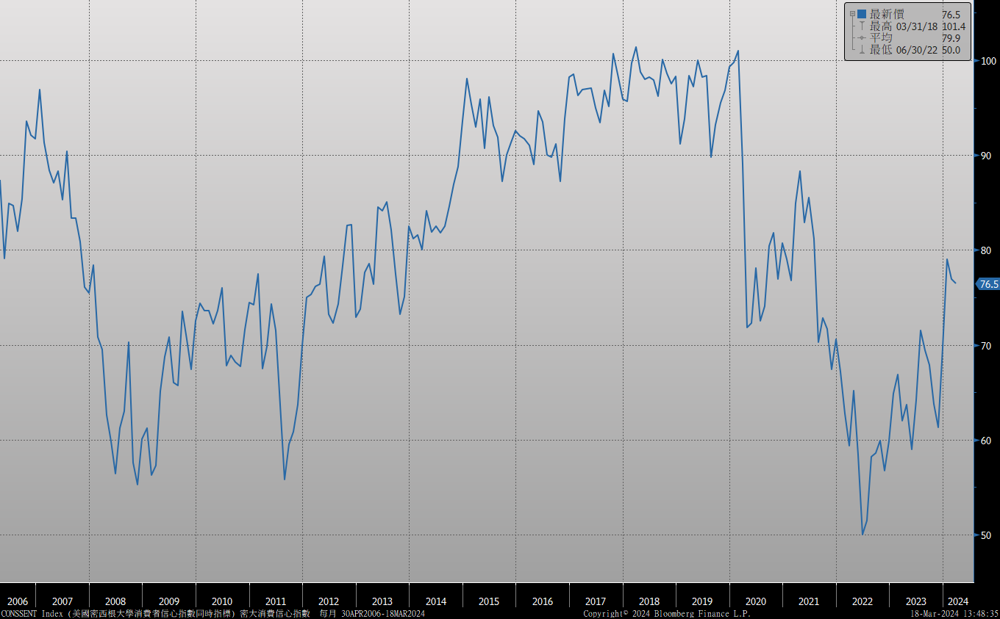 最新價 76.5
最高 03/31/18 101.4
平均 79.9
最低 06/30/22 50.0
100
90
80
76.5
70
60
50
2006 2007 2008 2009 2010 2011 2012 2013 2014 2015 2016 2017 2018 2019 2020 2021 2022 2023 2024
CONSSENT Index (美國密西根大學消費者信心指數同時指標) 密大消費信心指數 每月 30APR2006-18MAR2024 Copyright© 2024 Bloomberg Finance L.P. 18-Mar-2024 13:48:35